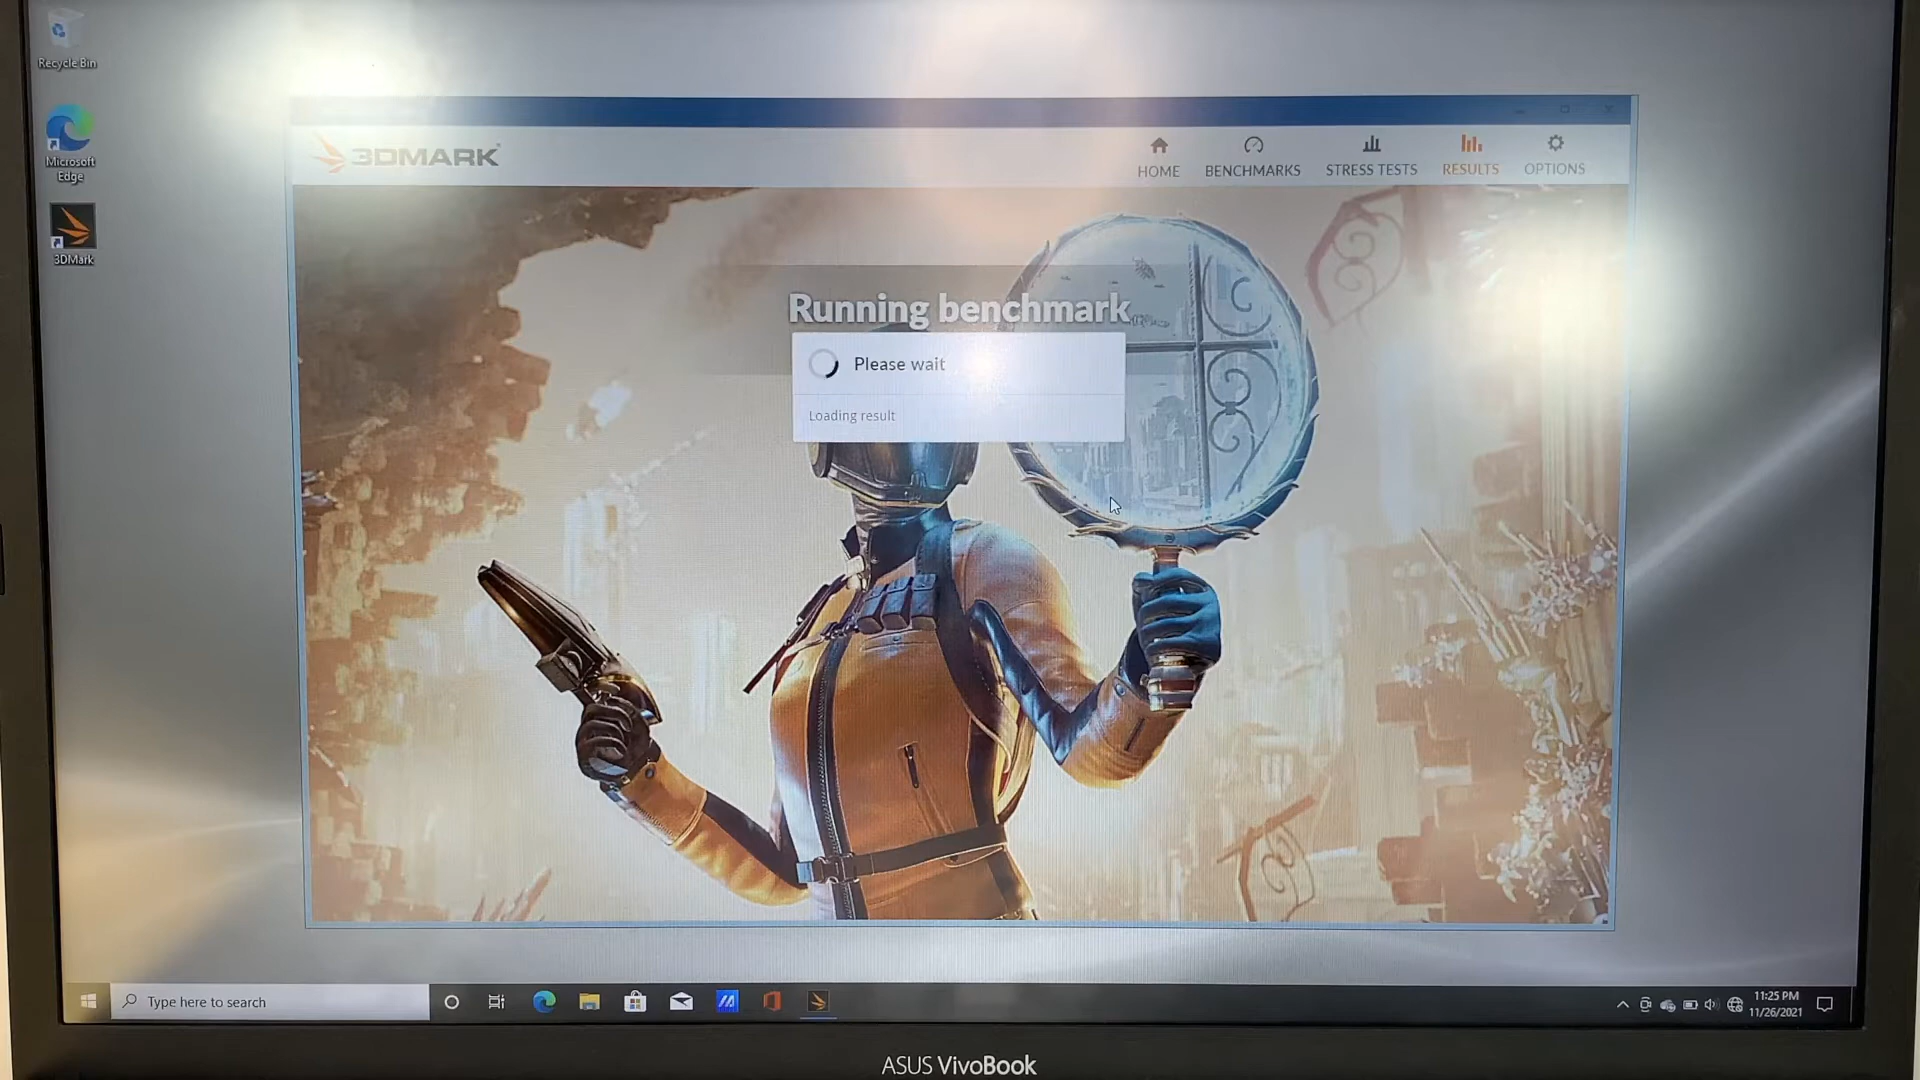 Recycle Bin
Microsoft
Edge
3DMark
3DMARK
HOME
BENCHMARKS
STRESS TESTS
RESULTS
OPTIONS
Running benchmark
Please wait
Loading result
Type here to search
11:25 PM
11/26/2021
ASUS VivoBook